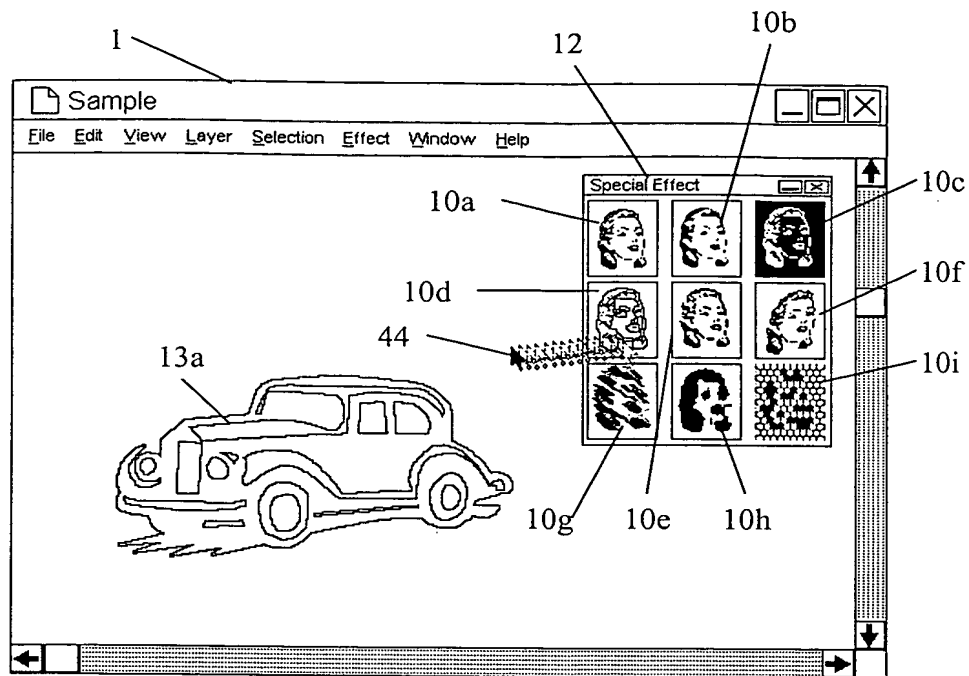 10b
1
12
Sample
File Edit View Layer Selection Effect Window Help
Special Effect
10c
10a
10d
10f
44
13a
10i
10g
10e
10h